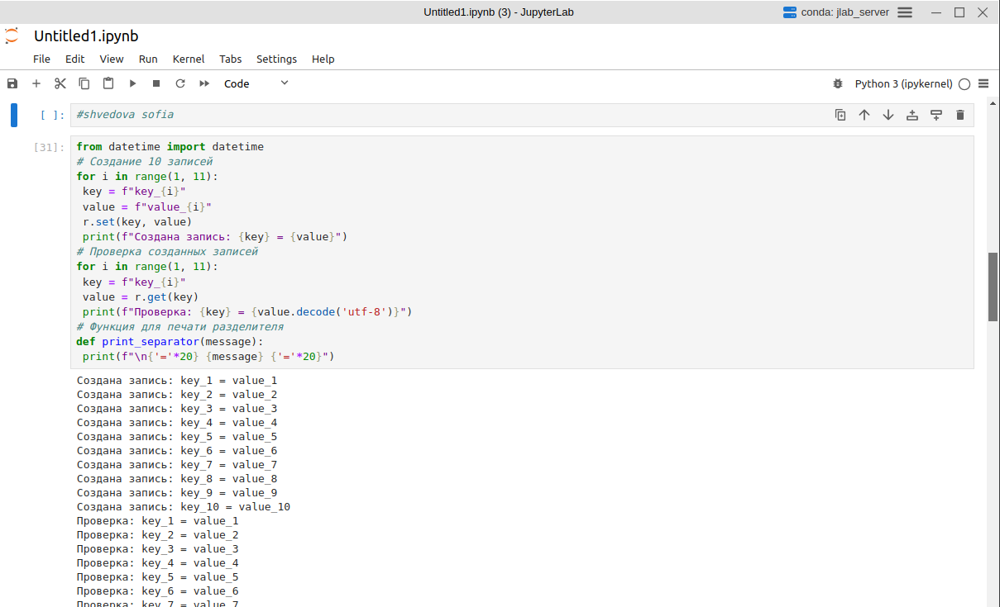 Untitled1.ipynb (3) - JupyterLab
conda: jlab_server
Untitled1.ipynb
File Edit View Run Kernel Tabs Settings Help
Code
Python 3 (ipykernel)
[ ]: #shvedova sofia
[31]: from datetime import datetime
# Создание 10 записей
for i in range(1, 11):
 key = f"key_{i}"
 value = f"value_{i}"
 r.set(key, value)
 print(f"Создана запись: {key} = {value}")
# Проверка созданных записей
for i in range(1, 11):
 key = f"key_{i}"
 value = r.get(key)
 print(f"Проверка: {key} = {value.decode('utf-8')}")
# Функция для печати разделителя
def print_separator(message):
 print(f"\n{'='*20} {message} {'='*20}")
Создана запись: key_1 = value_1
Создана запись: key_2 = value_2
Создана запись: key_3 = value_3
Создана запись: key_4 = value_4
Создана запись: key_5 = value_5
Создана запись: key_6 = value_6
Создана запись: key_7 = value_7
Создана запись: key_8 = value_8
Создана запись: key_9 = value_9
Создана запись: key_10 = value_10
Проверка: key_1 = value_1
Проверка: key_2 = value_2
Проверка: key_3 = value_3
Проверка: key_4 = value_4
Проверка: key_5 = value_5
Проверка: key_6 = value_6
Проверка: key_7 = value_7